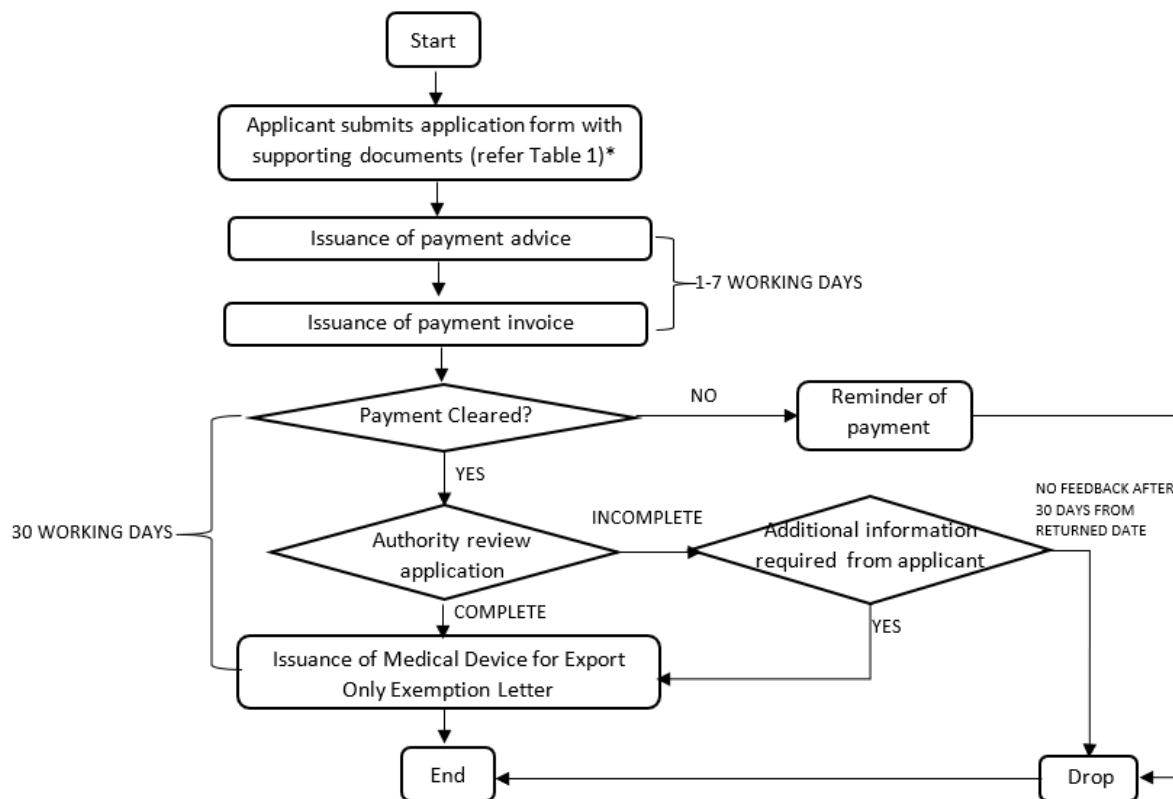 Start
Applicant submits application form with
supporting documents (refer Table 1)*
Issuance of payment advice
1-7 WORKING DAYS
Issuance of payment invoice
Payment Cleared?
NO
Reminder of
payment
YES
30 WORKING DAYS
Authority review
application
INCOMPLETE
Additional information
required from applicant
NO FEEDBACK AFTER
30 DAYS FROM
RETURNED DATE
COMPLETE
YES
Issuance of Medical Device for Export
Only Exemption Letter
End
Drop